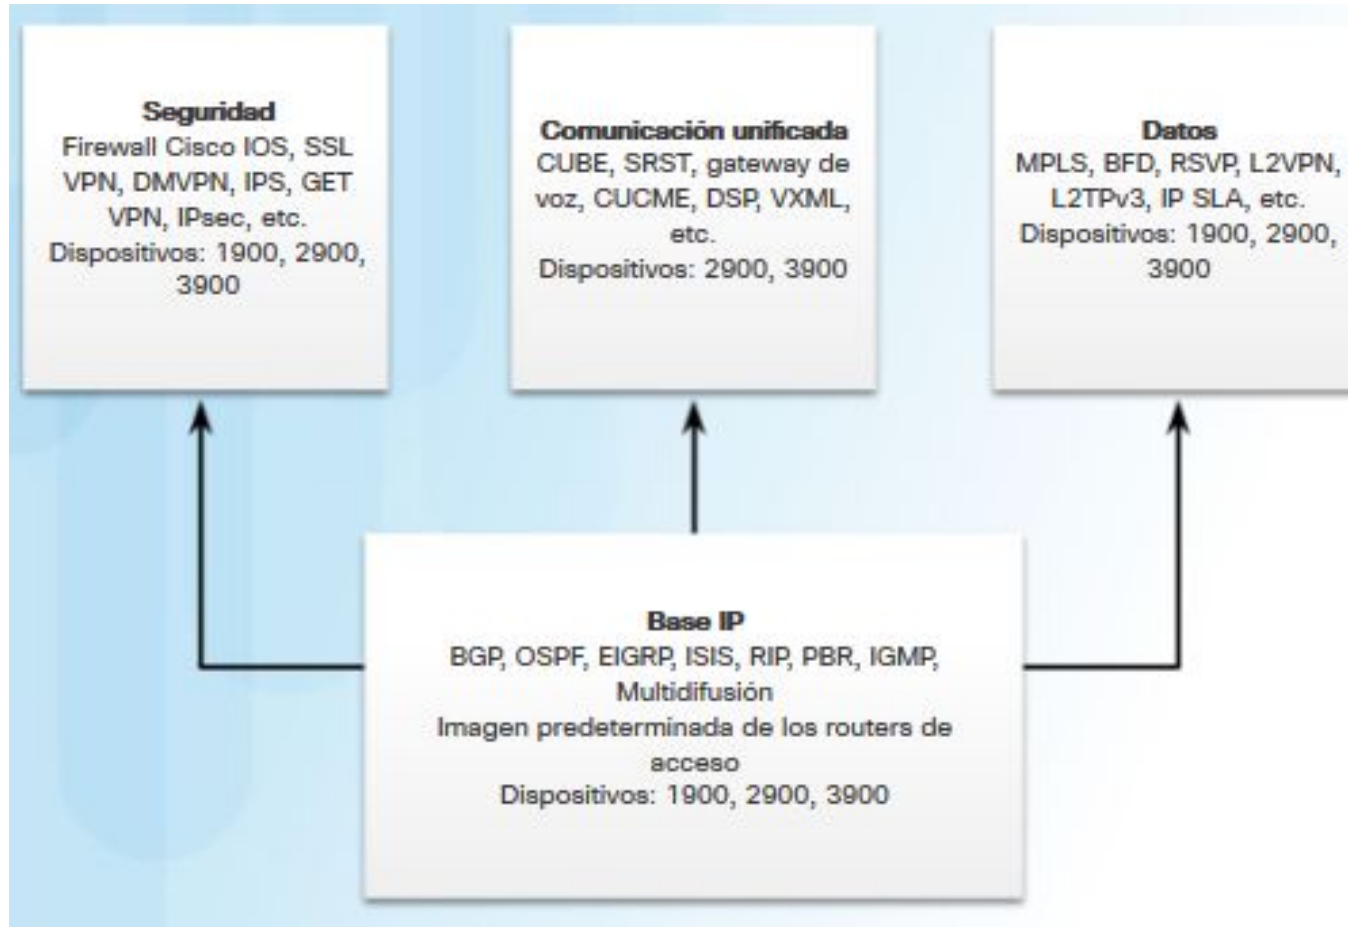 Seguridad
Firewall Cisco IOS, SSL
VPN, DMVPN, IPS, GET
VPN, IPsec, etc.
Dispositivos: 1900, 2900,
3900
Comunicación unificada
CUBE, SRST, gateway de
voz, CUCME, DSP, VXML,
etc.
Dispositivos: 2900, 3900
Datos
MPLS, BFD, RSVP, L2VPN,
L2TPv3, IP SLA, etc.
Dispositivos: 1900, 2900,
3900
Base IP
BGP, OSPF, EIGRP, ISIS, RIP, PBR, IGMP,
Multidifusión
Imagen predeterminada de los routers de
acceso
Dispositivos: 1900, 2900, 3900